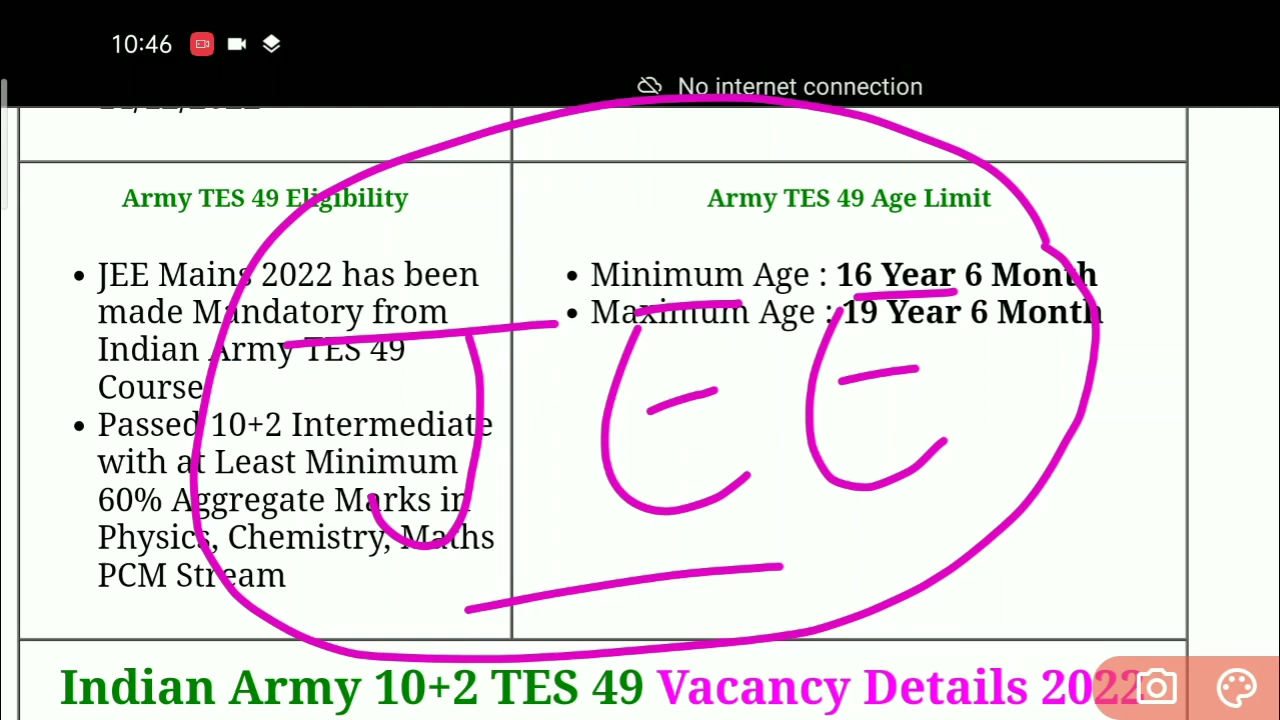 10:46
No internet connection
Army TES 49 Eligibility
• JEE Mains 2022 has been
made Mandatory from
Indian Army TES 49
Course
• Passed 10+2 Intermediate
with at Least Minimum
60% Aggregate Marks in
Physics, Chemistry, Maths
PCM Stream
Army TES 49 Age Limit
• Minimum Age : 16 Year 6 Month
• Maximum Age : 19 Year 6 Month
JEE
Indian Army 10+2 TES 49 Vacancy Details 2022